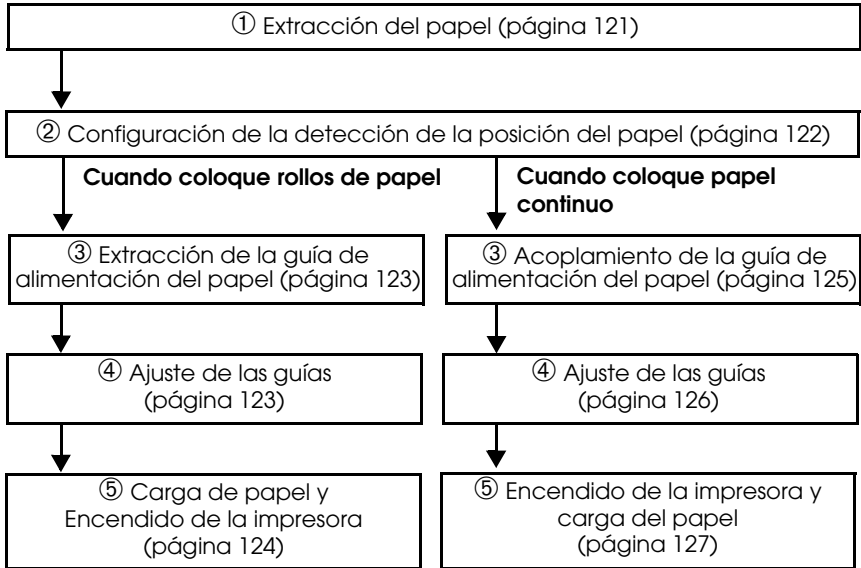 ① Extracción del papel (página 121)
② Configuración de la detección de la posición del papel (página 122)
Cuando coloque rollos de papel
③ Extracción de la guía de
alimentación del papel (página 123)
④ Ajuste de las guías
(página 123)
⑤ Carga de papel y
Encendido de la impresora
(página 124)
Cuando coloque papel
continuo
③ Acoplamiento de la guía de
alimentación del papel (página 125)
④ Ajuste de las guías
(página 126)
⑤ Encendido de la impresora y
carga del papel
(página 127)